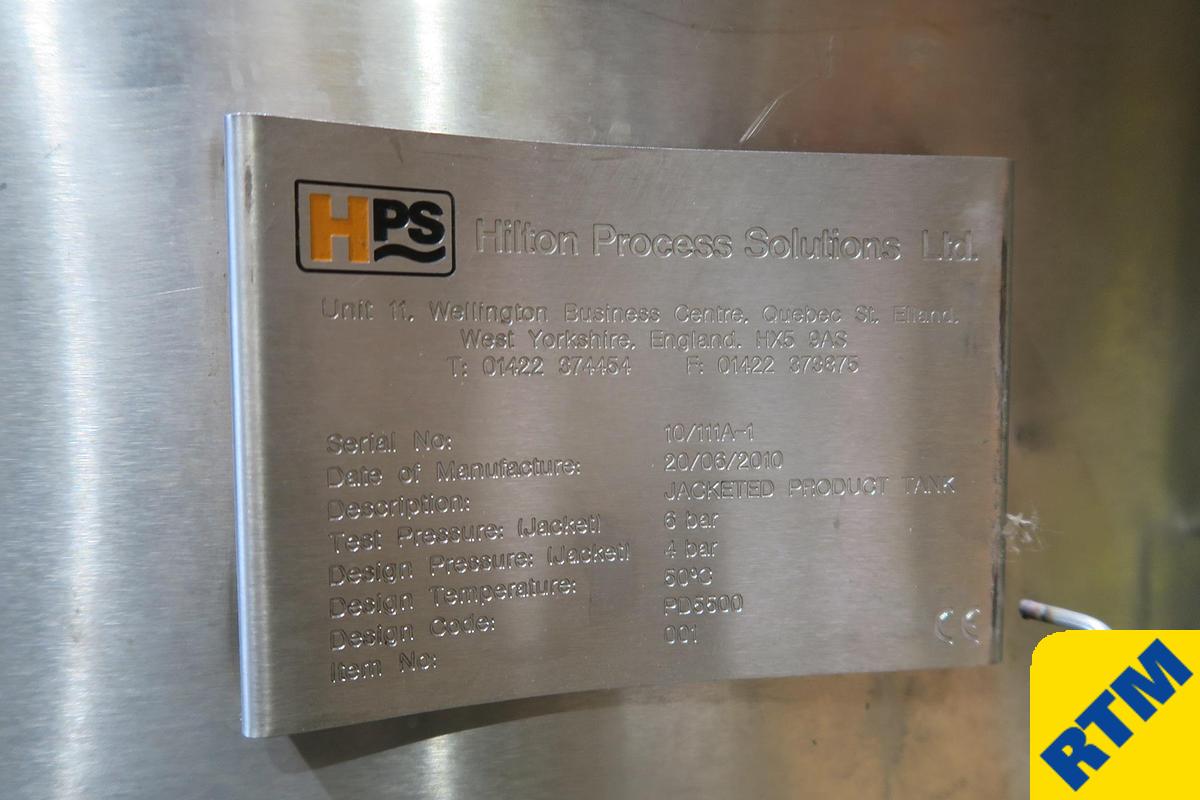 HPS
Hilton Process Solutions Ltd.
Unit 11, Wellington Business Centre, Quebec St, Elland,
West Yorkshire, England. HX5 9AS
T: 01422 374454 F: 01422 373875
Serial No: 10/111A-1
Date of Manufacture: 20/06/2010
Description: JACKETED PRODUCT TANK
Test Pressure: (Jacket) 6 bar
Design Pressure: (Jacket) 4 bar
Design Temperature: 50°C
Design Code: PD5500
Item No: 001
CE
RTM